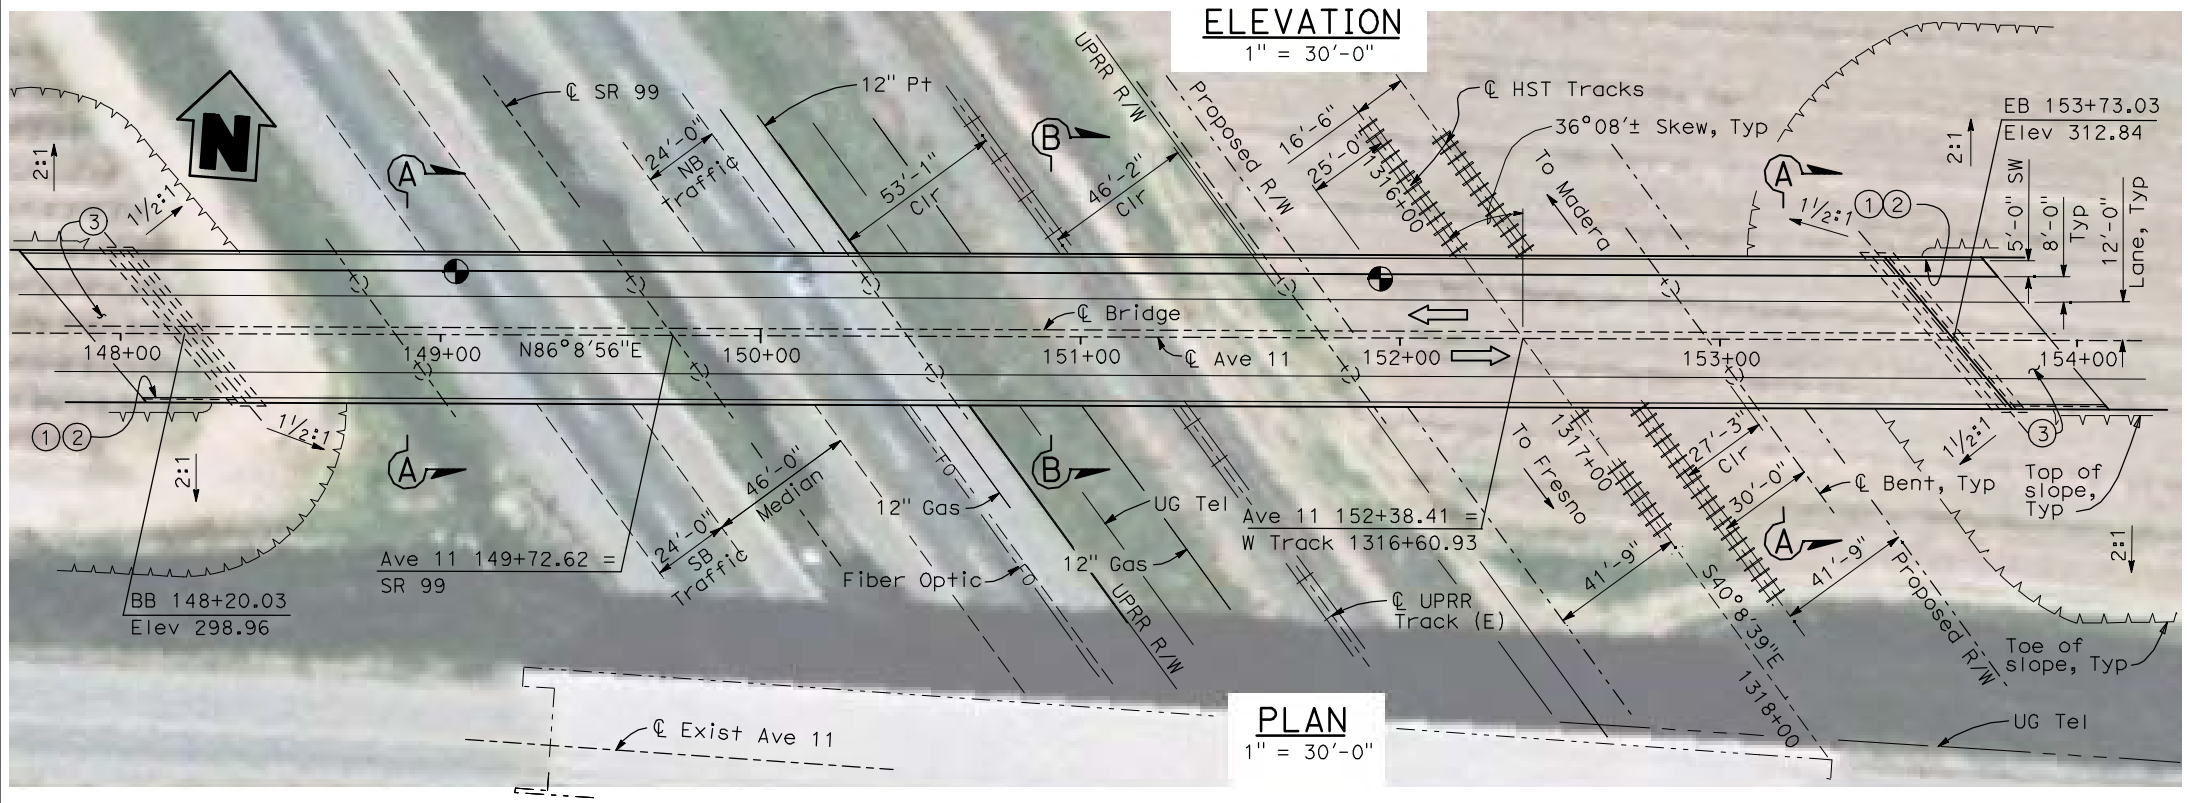 ELEVATION
1" = 30'-0"
UPRR R/W
Proposed R/W
℄ SR 99
12" Pt
24'-0"
NB
Traffic
53'-1"
Clr
46'-2"
Clr
B
A
N
2:1
1½:1
3
16'-6"
25'-0"
1316+00
℄ HST Tracks
36°08'± Skew, Typ
To Madera
A
2:1
1½:1
1 2
EB 153+73.03
Elev 312.84
5'-0" SW
8'-0"
Typ
12'-0"
Lane, Typ
148+00
149+00
N86°8'56"E
150+00
℄ Bridge
151+00
℄ Ave 11
152+00
153+00
154+00
1 2
1½:1
2:1
A
BB 148+20.03
Elev 298.96
Ave 11 149+72.62 =
SR 99
24'-0"
SB
Traffic
46'-0"
Median
FO
12" Gas
Fiber Optic
FO
B
UG Tel
12" Gas
UPRR R/W
Ave 11 152+38.41 =
W Track 1316+60.93
℄ UPRR
Track (E)
To Fresno
1317+00
27'-3"
Clr
30'-0"
A
41'-9"
41'-9"
S40°8'39"E
1318+00
℄ Bent, Typ
Proposed R/W
1½:1
3
Top of
slope,
Typ
2:1
Toe of
slope, Typ
UG Tel
℄ Exist Ave 11
PLAN
1" = 30'-0"